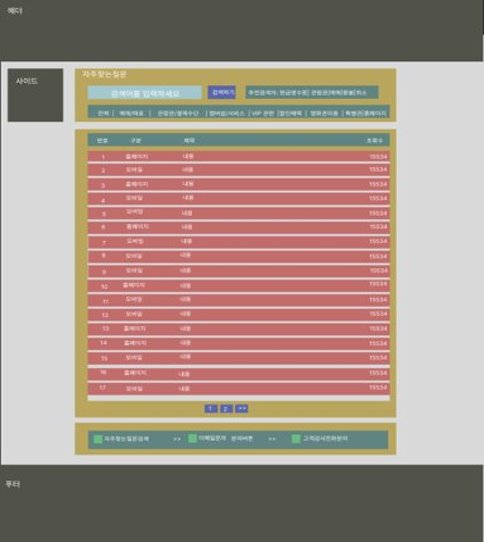 헤더
사이드
자주찾는질문
검색어를 입력하세요 검색하기 추천검색어: 현금영수증| 관람권|예매|환불|취소
전체 | 예매/매표 | 관람권/결제수단 | 멤버쉽/서비스 | VIP 관련 |할인혜택 | 영화관이용 | 특별관|홈페이지
번호 구분 제목 조회수
1 홈페이지 내용 15534
2 모바일 내용 15534
3 홈페이지 내용 15534
4 모바일 내용 15534
5 모바일 내용 15534
6 홈페이지 내용 15534
7 모바일 내용 15534
8 모바일 내용 15534
9 모바일 내용 15534
10 홈페이지 내용 15534
11 모바일 내용 15534
12 모바일 내용 15534
13 홈페이지 내용 15534
14 홈페이지 내용 15534
15 모바일 내용 15534
16 홈페이지 내용 15534
17 모바일 내용 15534
1 2 >>
자주찾는질문검색 >> 이메일문의 문의버튼 >> 고객감사전화문의
푸터